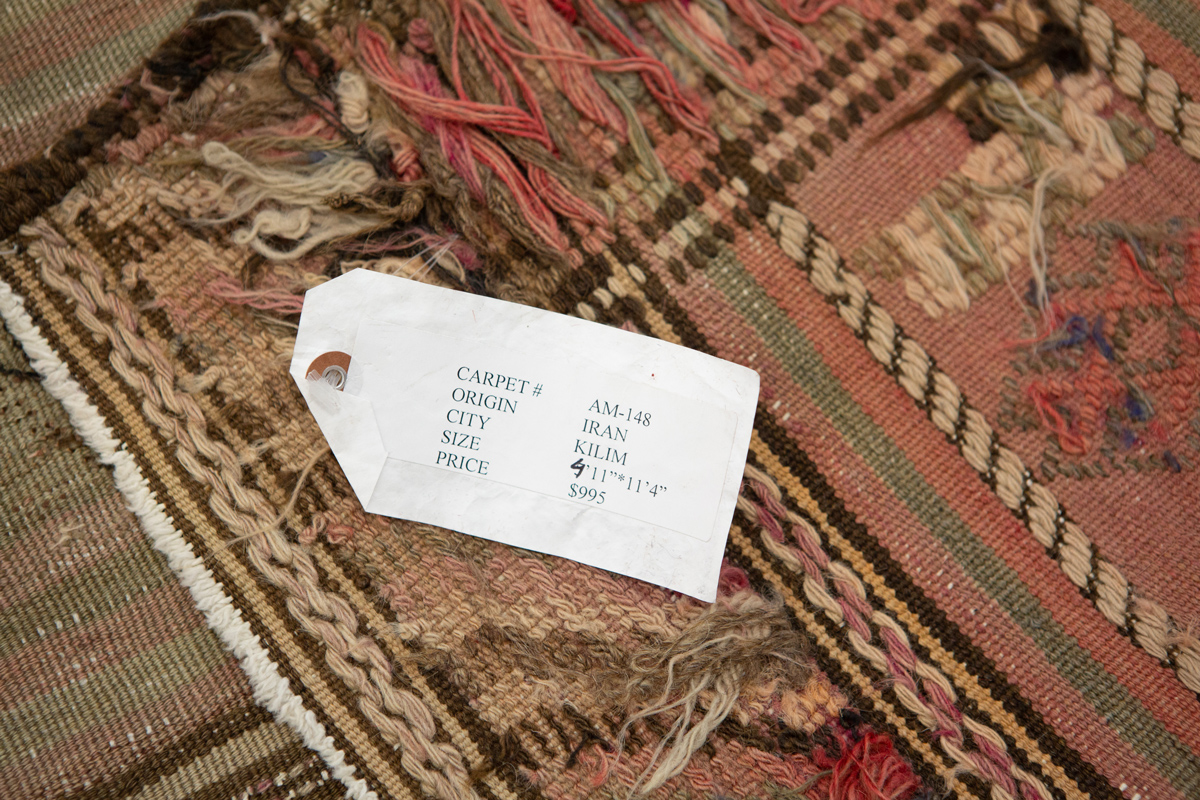 CARPET # AM-148
ORIGIN IRAN
CITY KILIM
SIZE 4'11”*11’4”
PRICE $995